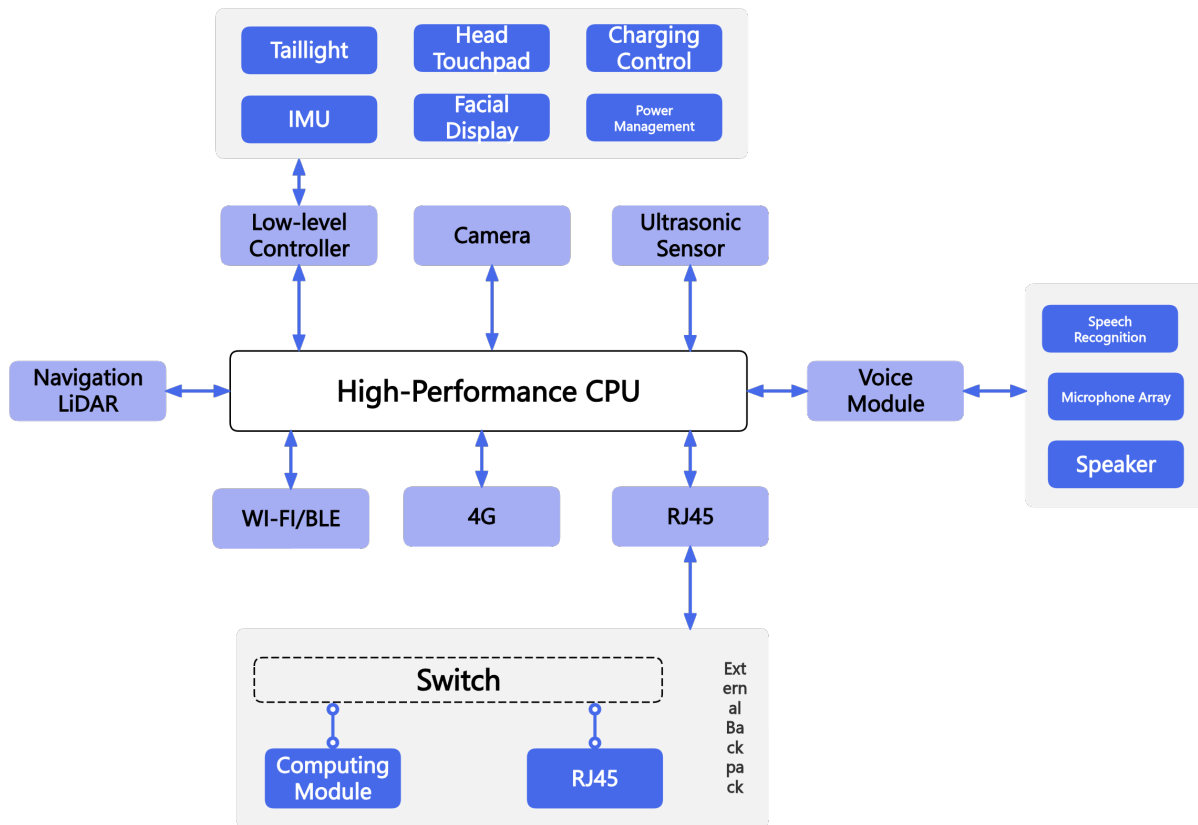 Taillight
Head
Touchpad
Charging
Control
IMU
Facial
Display
Power
Management
Low-level
Controller
Camera
Ultrasonic
Sensor
Speech
Recognition
Navigation
LiDAR
High-Performance CPU
Voice
Module
Microphone Array
Speaker
WI-FI/BLE
4G
RJ45
Switch
Ext
ern
al
Ba
ck
pa
ck
Computing
Module
RJ45